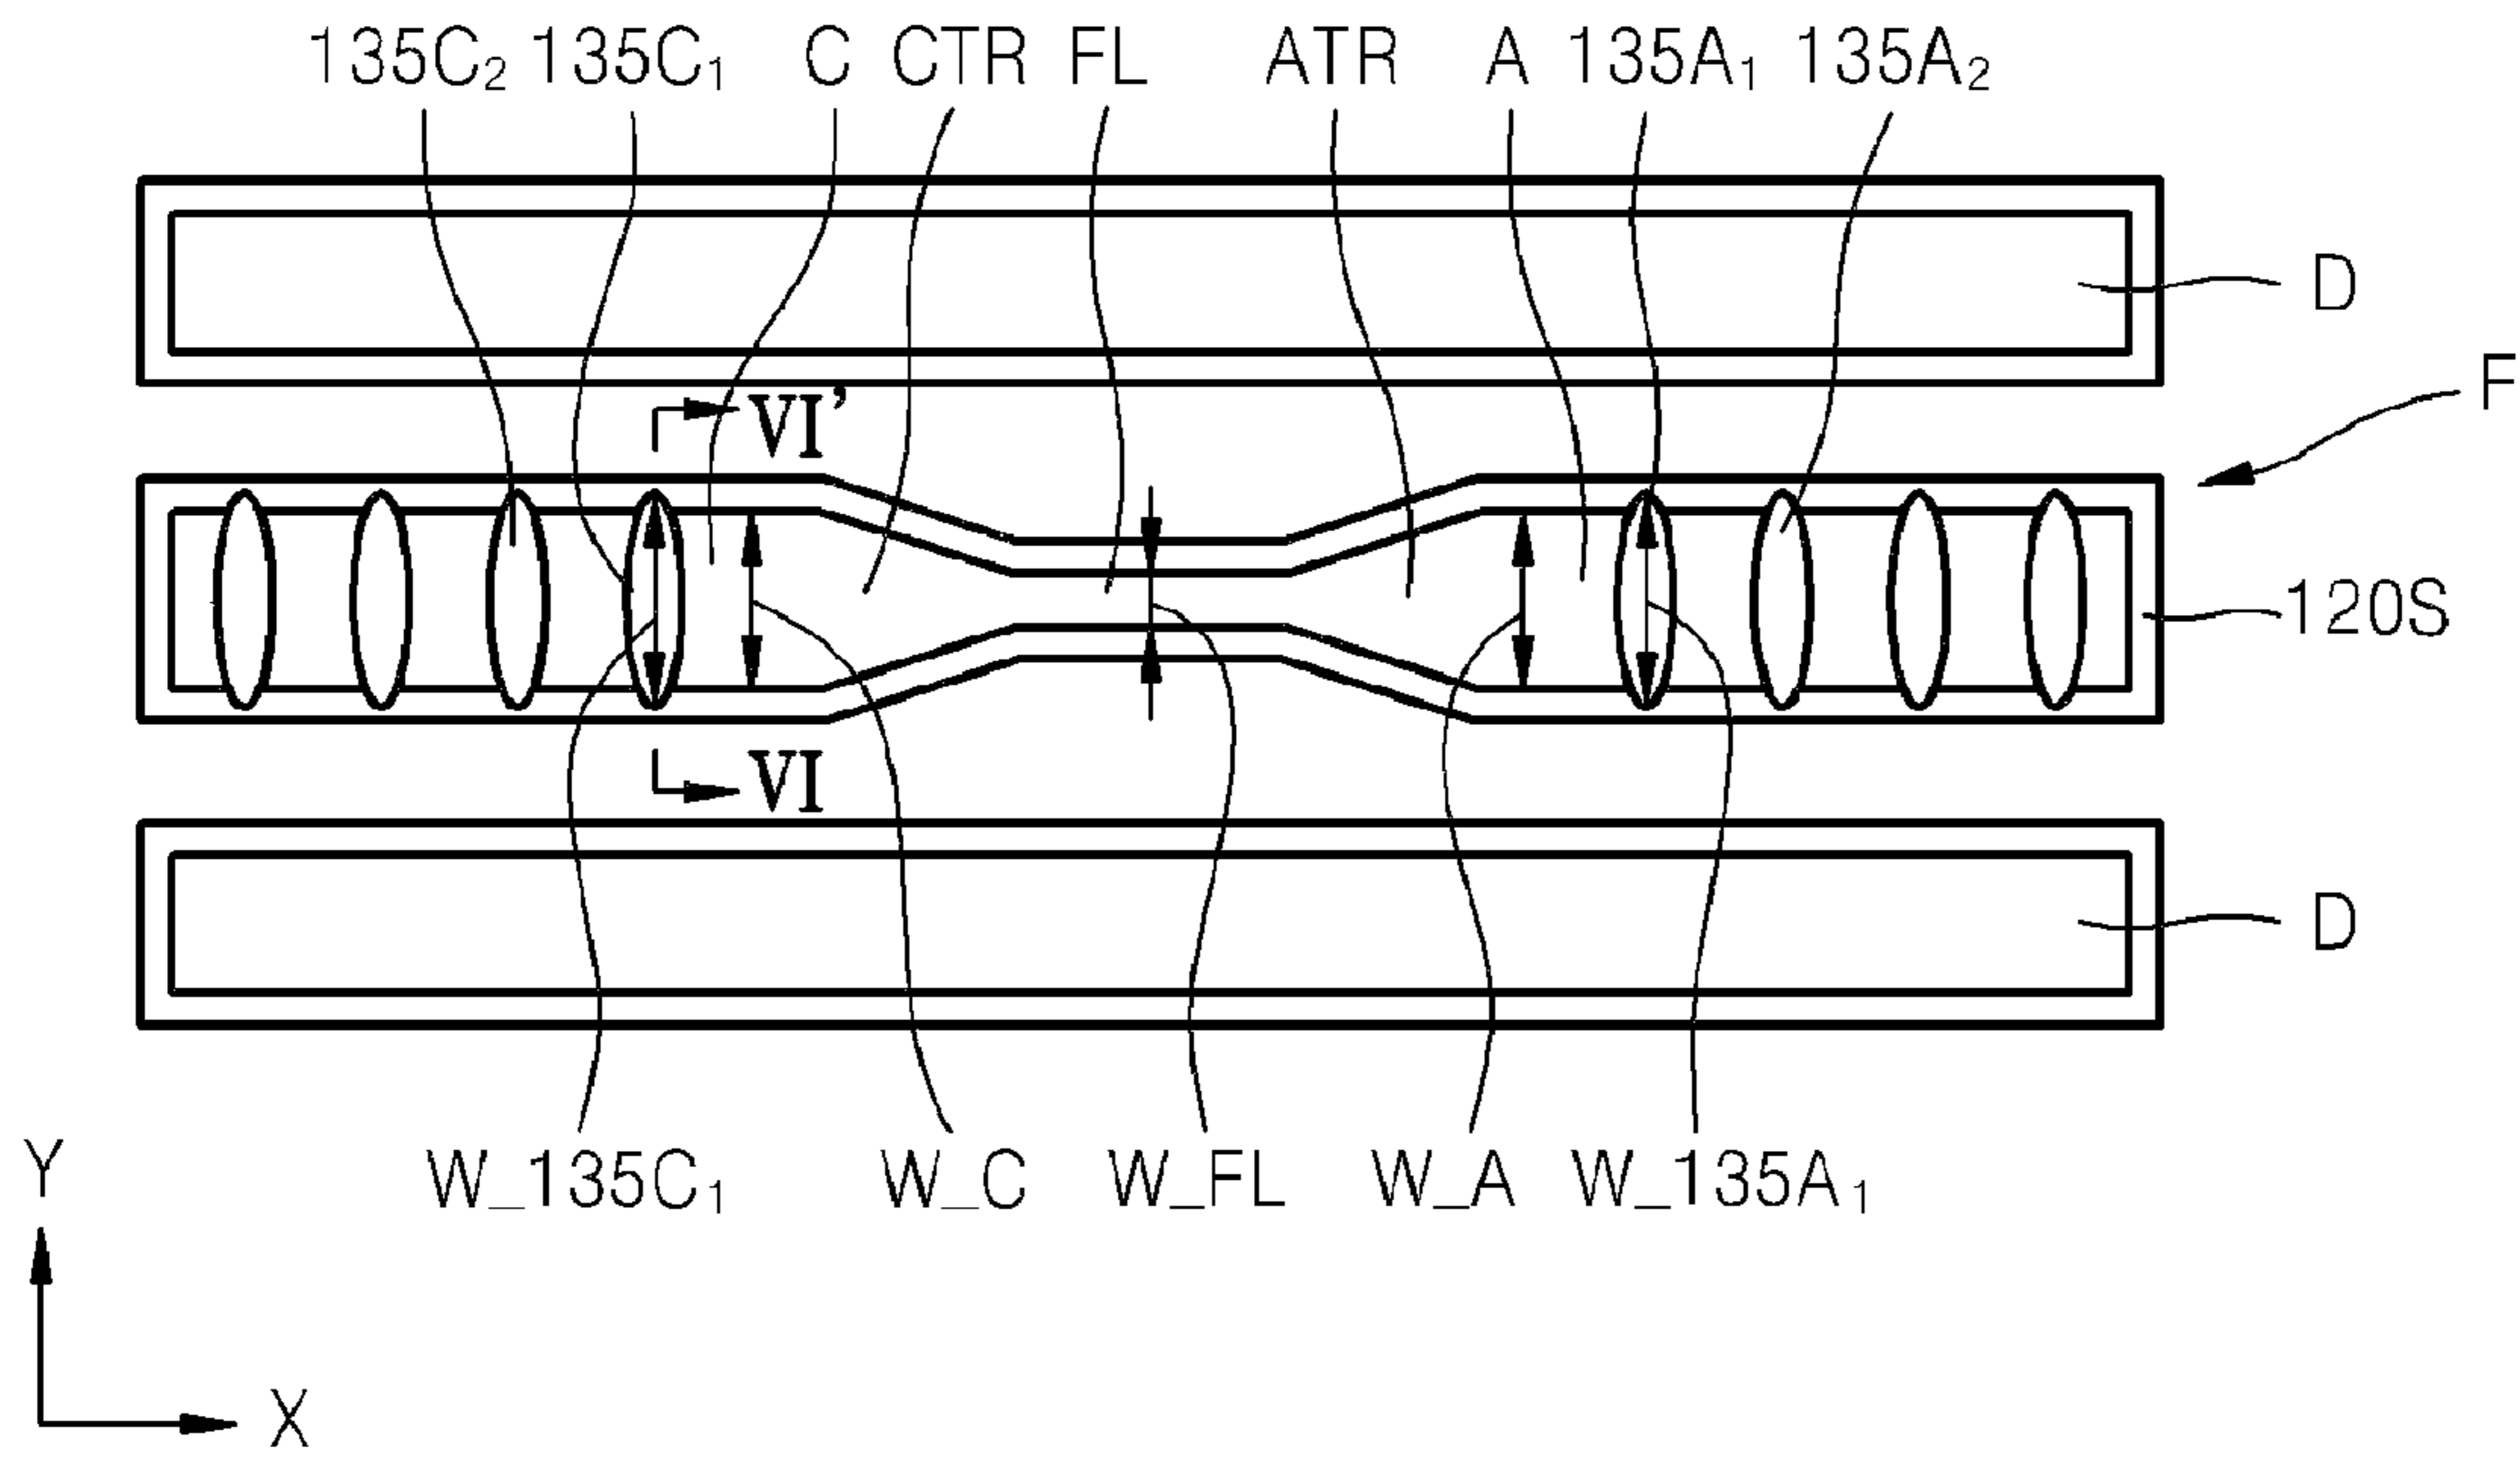 135C₂ 135C₁ C CTR FL ATR A 135A₁ 135A₂
D
F
VI’
120S
VI
D
W_135C₁ W_C W_FL W_A W_135A₁
Y
X